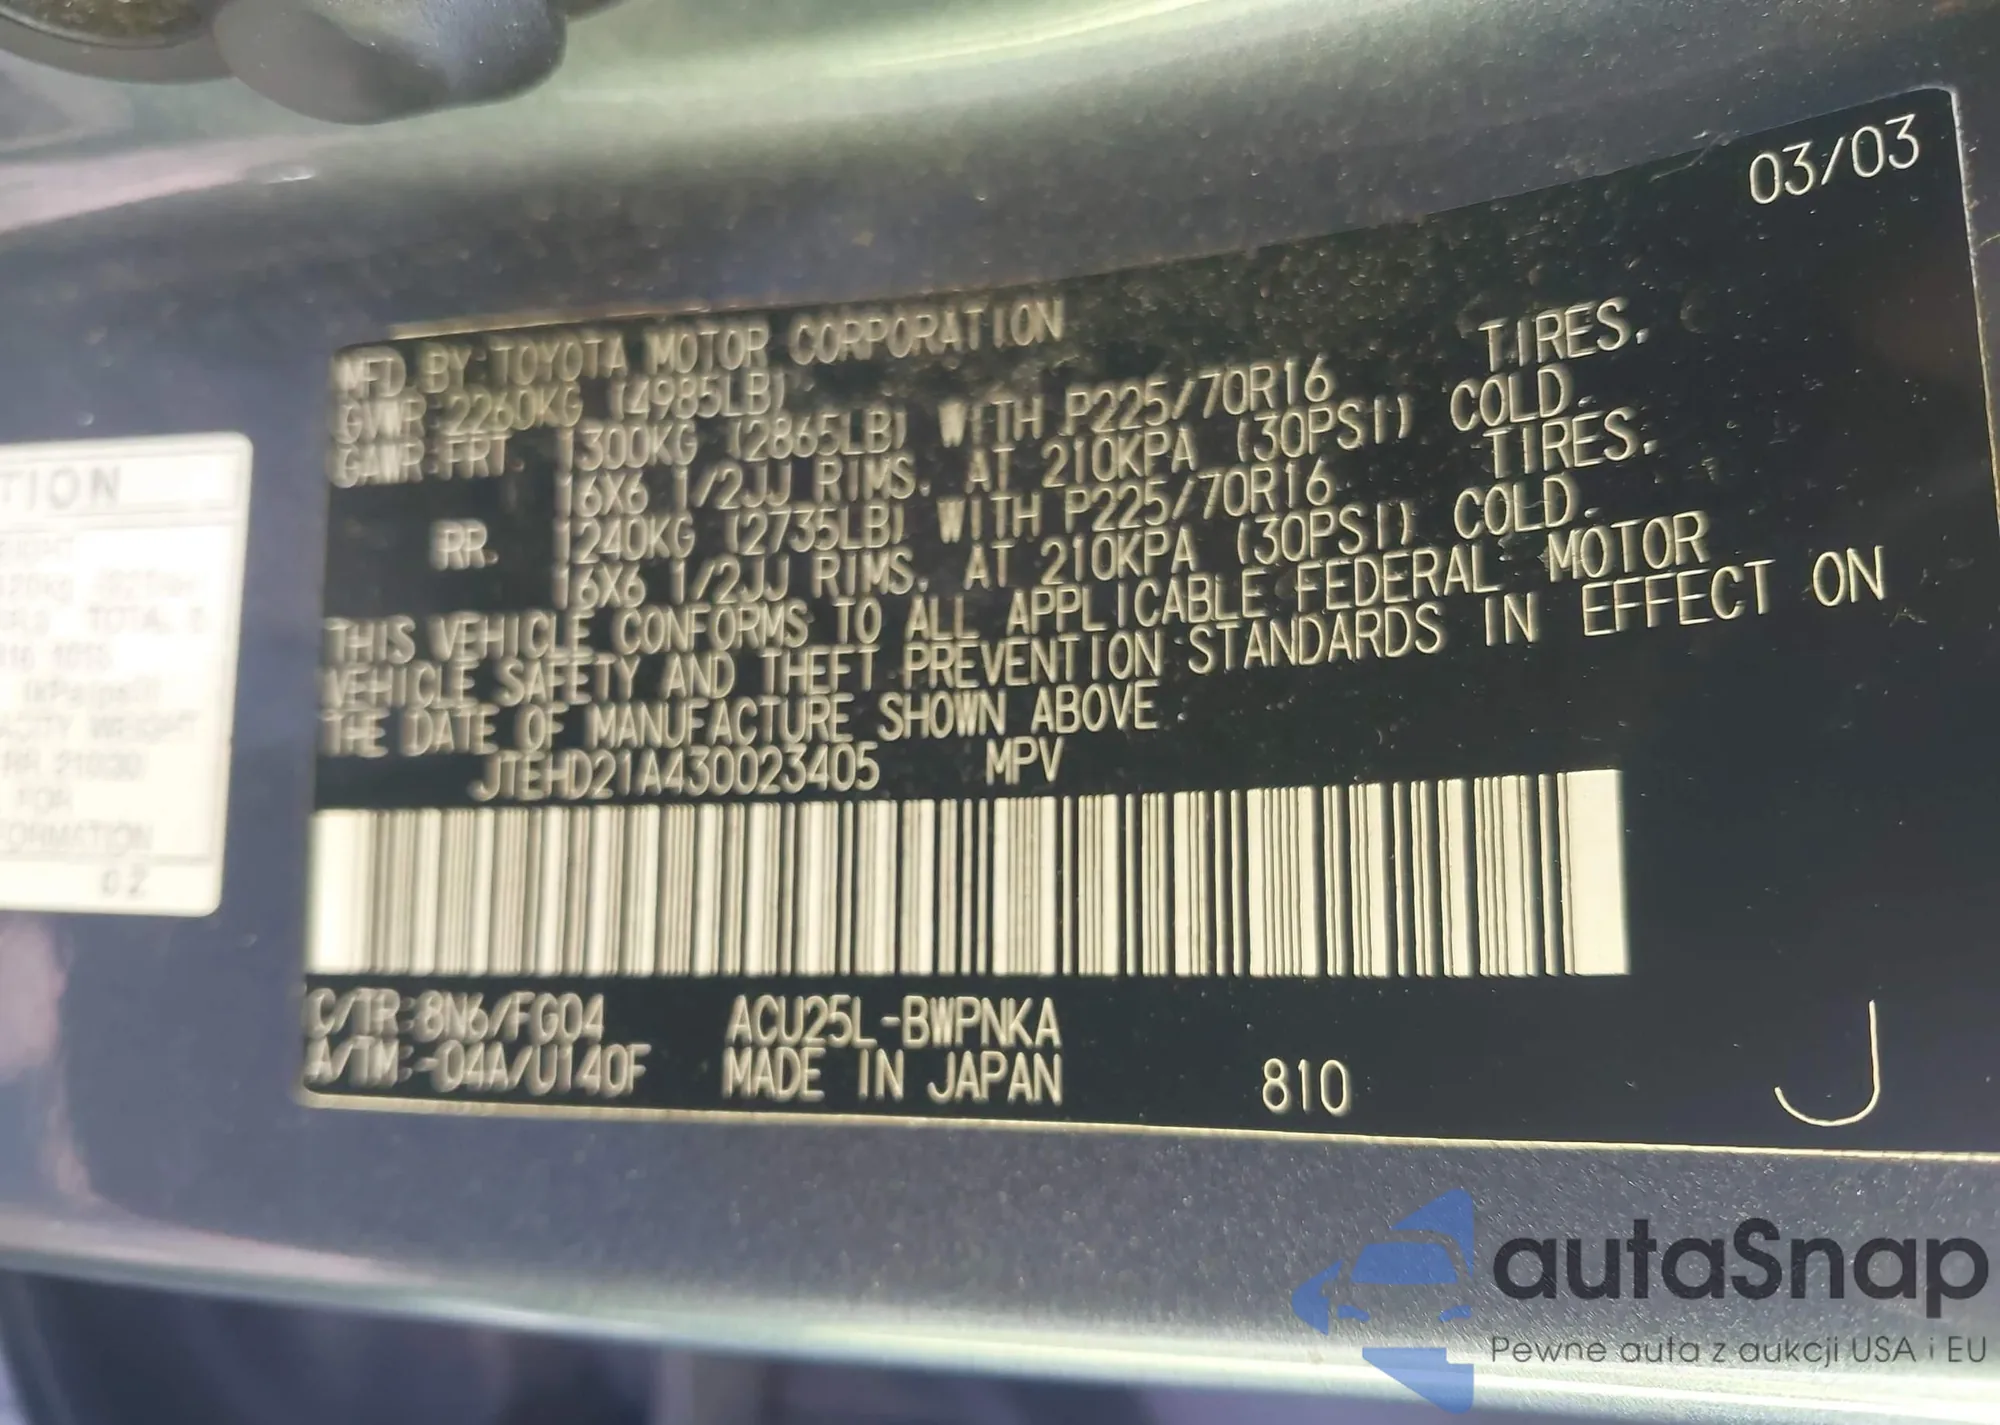 03/03
MFD BY: TOYOTA MOTOR CORPORATION
GVWR 2260KG (4985LB)
GAWR FRT. 1300KG (2865LB) WITH P225/70R16 TIRES,
16X6 1/2JJ RIMS, AT 210KPA (30PSI) COLD.
RR. 1240KG (2735LB) WITH P225/70R16 TIRES,
16X6 1/2JJ RIMS, AT 210KPA (30PSI) COLD.
THIS VEHICLE CONFORMS TO ALL APPLICABLE FEDERAL MOTOR
VEHICLE SAFETY AND THEFT PREVENTION STANDARDS IN EFFECT ON
THE DATE OF MANUFACTURE SHOWN ABOVE.
JTEHD21A430023405 MPV
C/TR:8N6/FG04 ACU25L-BWPNKA
A/TM:-04A/U140F MADE IN JAPAN 810 J
TION
TOTAL
FOR
autaSnap
Pewne auta z aukcji USA i EU